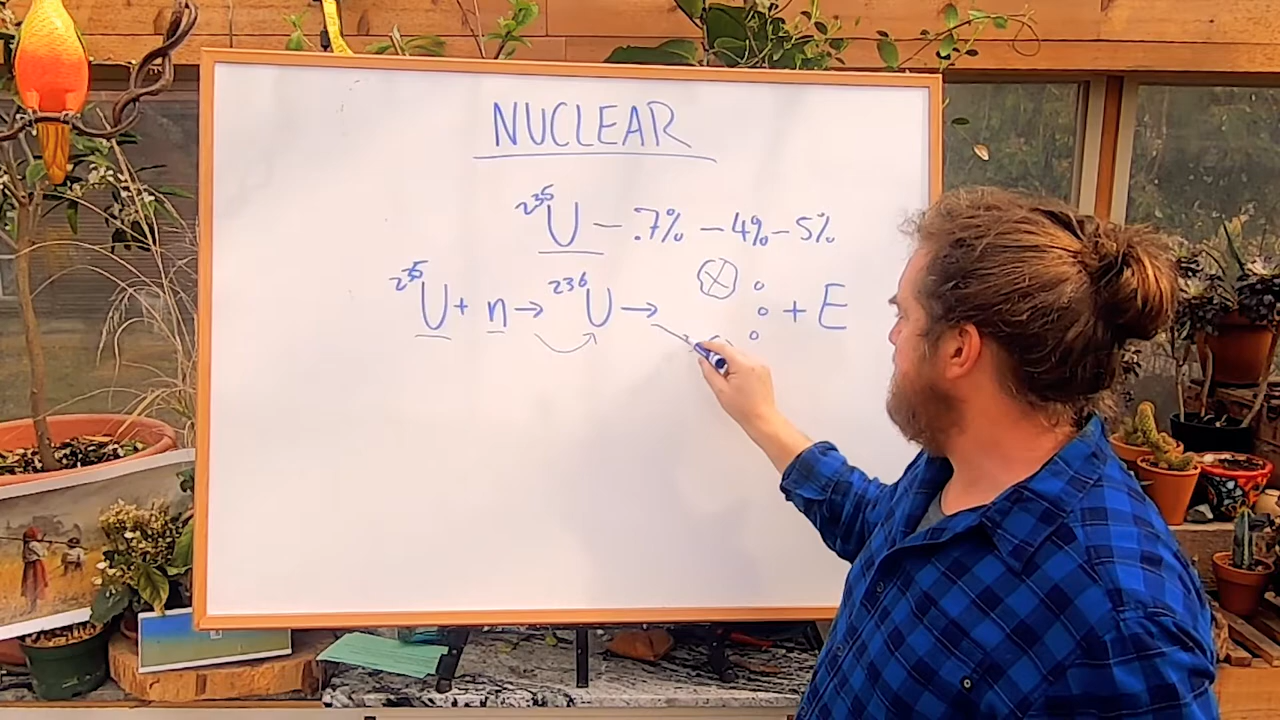 NUCLEAR
²³⁵U – .7% – 4% – 5%
²³⁵U + n → ²³⁶U → + E